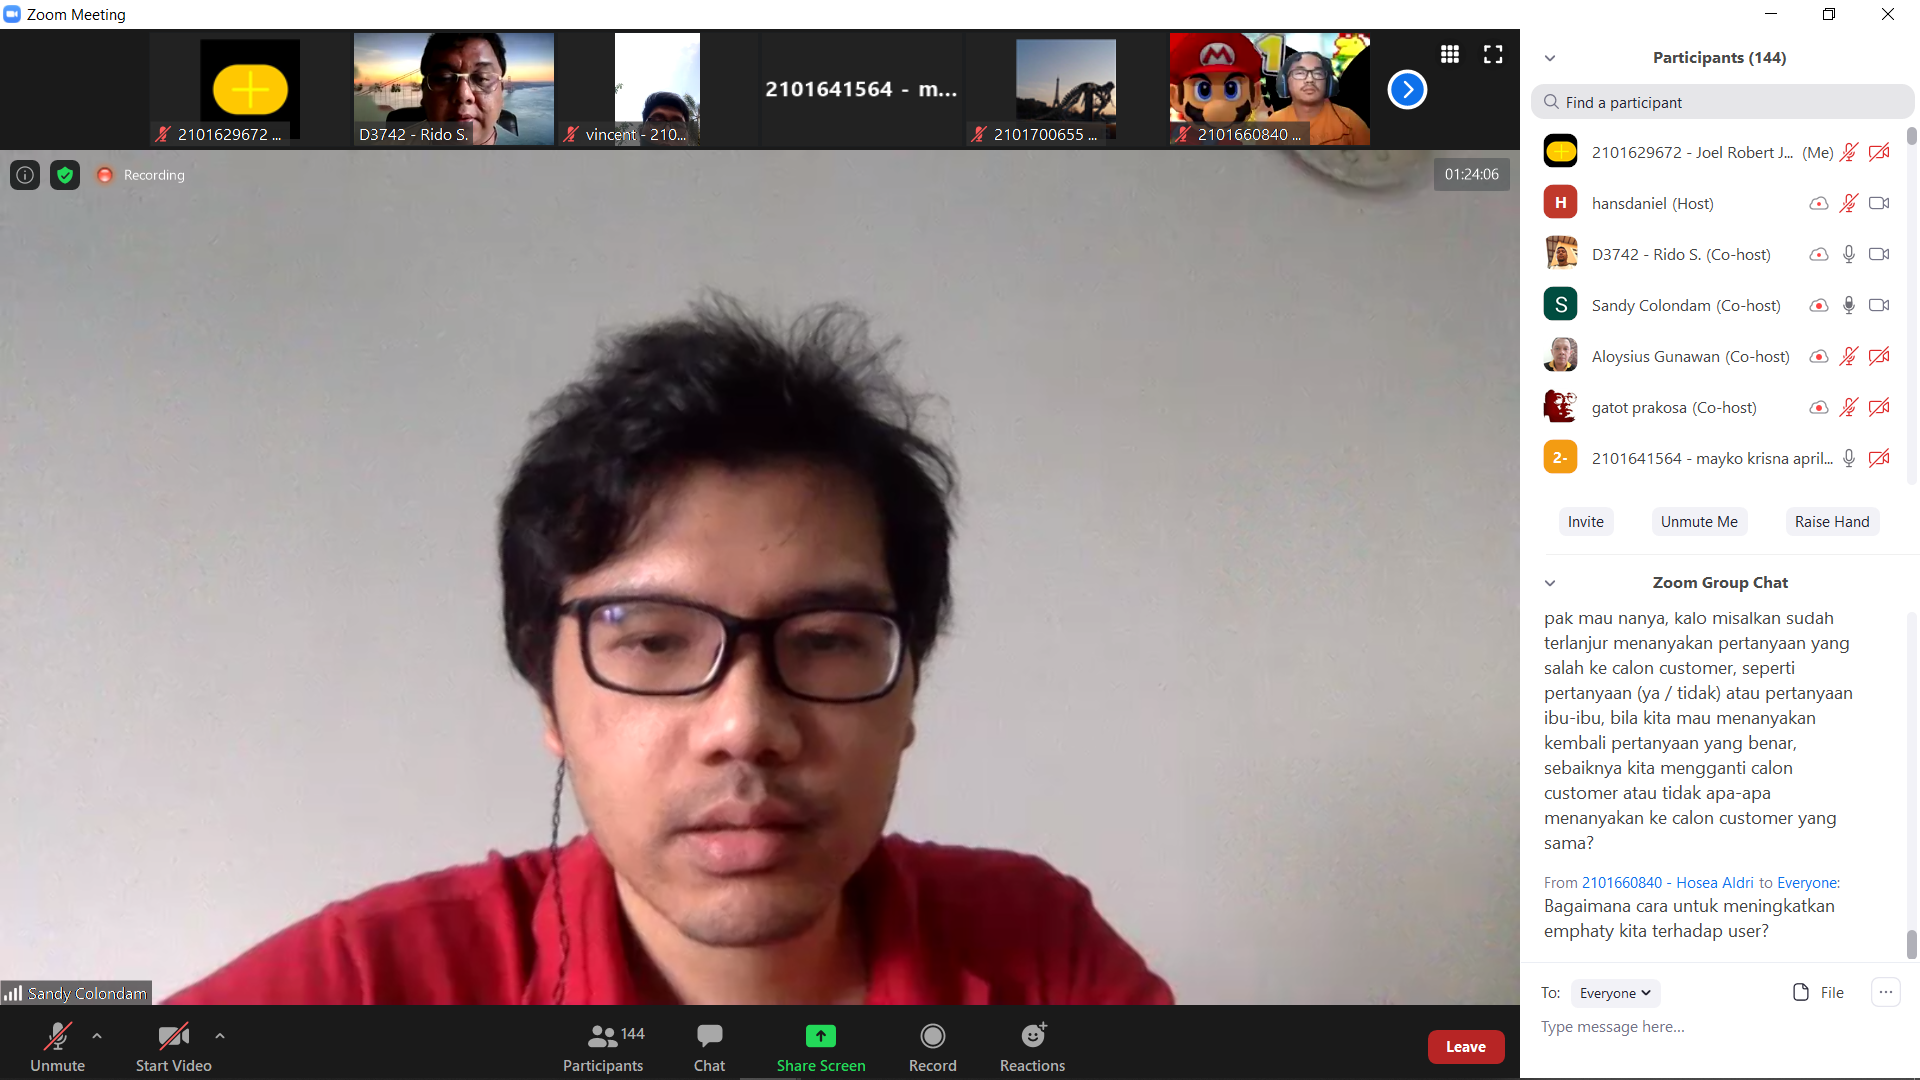 Zoom Meeting
2101629672 ...
D3742 - Rido S.
vincent - 210...
2101641564 - m...
2101700655 ...
2101660840 ...
Recording
01:24:06
Sandy Colondam
Unmute
Start Video
144
Participants
Chat
Share Screen
Record
Reactions
Leave
Participants (144)
Find a participant
2101629672 - Joel Robert J... (Me)
H hansdaniel (Host)
D3742 - Rido S. (Co-host)
S Sandy Colondam (Co-host)
Aloysius Gunawan (Co-host)
gatot prakosa (Co-host)
2- 2101641564 - mayko krisna april...
Invite Unmute Me Raise Hand
Zoom Group Chat
pak mau nanya, kalo misalkan sudah
terlanjur menanyakan pertanyaan yang
salah ke calon customer, seperti
pertanyaan (ya / tidak) atau pertanyaan
ibu-ibu, bila kita mau menanyakan
kembali pertanyaan yang benar,
sebaiknya kita mengganti calon
customer atau tidak apa-apa
menanyakan ke calon customer yang
sama?
From 2101660840 - Hosea Aldri to Everyone:
Bagaimana cara untuk meningkatkan
emphaty kita terhadap user?
To: Everyone File ...
Type message here...